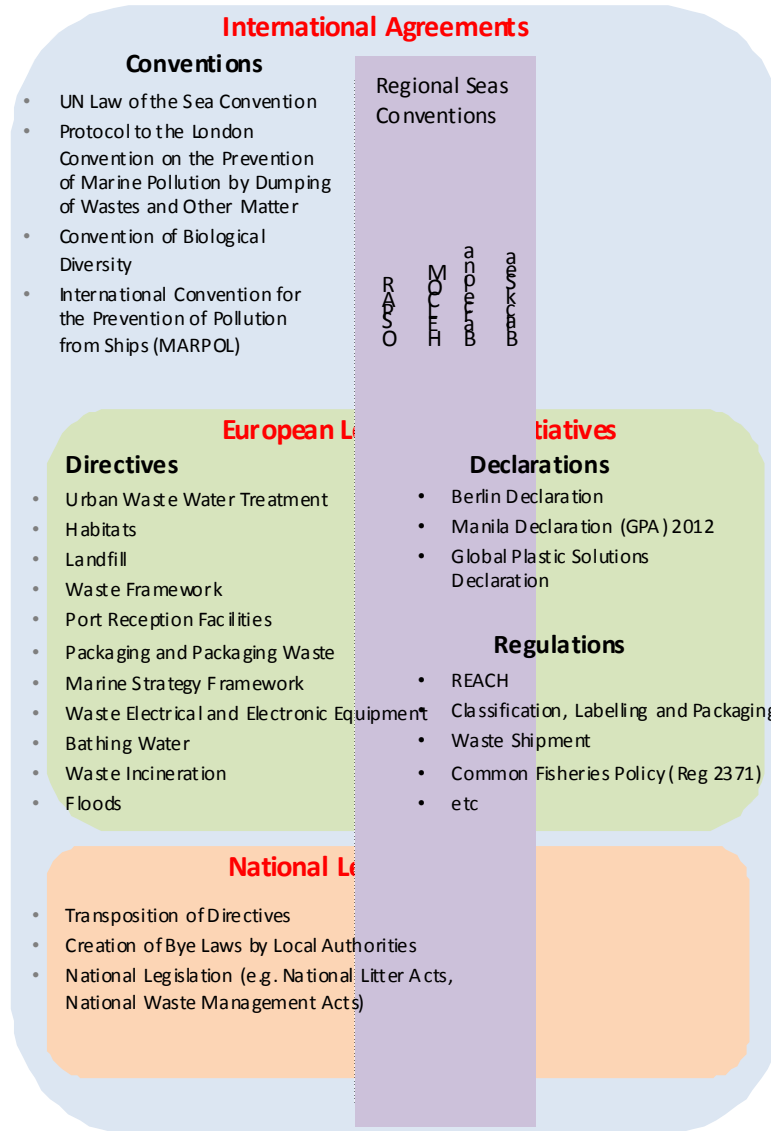 International Agreements
Conventions
• UN Law of the Sea Convention
• Protocol to the London
Convention on the Prevention
of Marine Pollution by Dumping
of Wastes and Other Matter
• Convention of Biological
Diversity
• International Convention for
the Prevention of Pollution
from Ships (MARPOL)
Regional Seas
Conventions
OSPAR
HELCOM
Barcelona
Back Sea
European L
tiatives
Directives
• Urban Waste Water Treatment
• Habitats
• Landfill
• Waste Framework
• Port Reception Facilities
• Packaging and Packaging Waste
• Marine Strategy Framework
• Waste Electrical and Electronic Equipment
• Bathing Water
• Waste Incineration
• Floods
Declarations
• Berlin Declaration
• Manila Declaration (GPA) 2012
• Global Plastic Solutions
Declaration
Regulations
• REACH
• Classification, Labelling and Packaging
• Waste Shipment
• Common Fisheries Policy (Reg 2371)
• etc
National Le
• Transposition of Directives
• Creation of Bye Laws by Local Authorities
• National Legislation (e.g. National Litter Acts,
National Waste Management Acts)